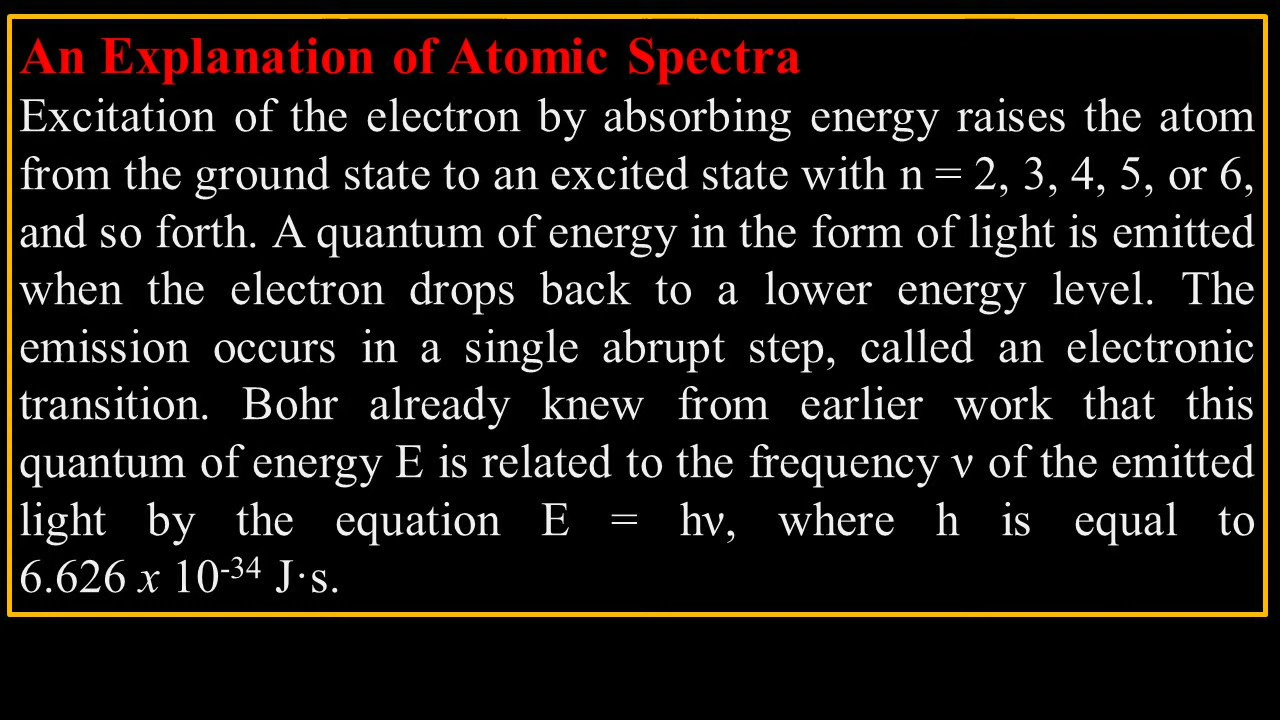 An Explanation of Atomic Spectra
Excitation of the electron by absorbing energy raises the atom
from the ground state to an excited state with n = 2, 3, 4, 5, or 6,
and so forth. A quantum of energy in the form of light is emitted
when the electron drops back to a lower energy level. The
emission occurs in a single abrupt step, called an electronic
transition. Bohr already knew from earlier work that this
quantum of energy E is related to the frequency ν of the emitted
light by the equation E = hν, where h is equal to
6.626 x 10⁻³⁴ J·s.